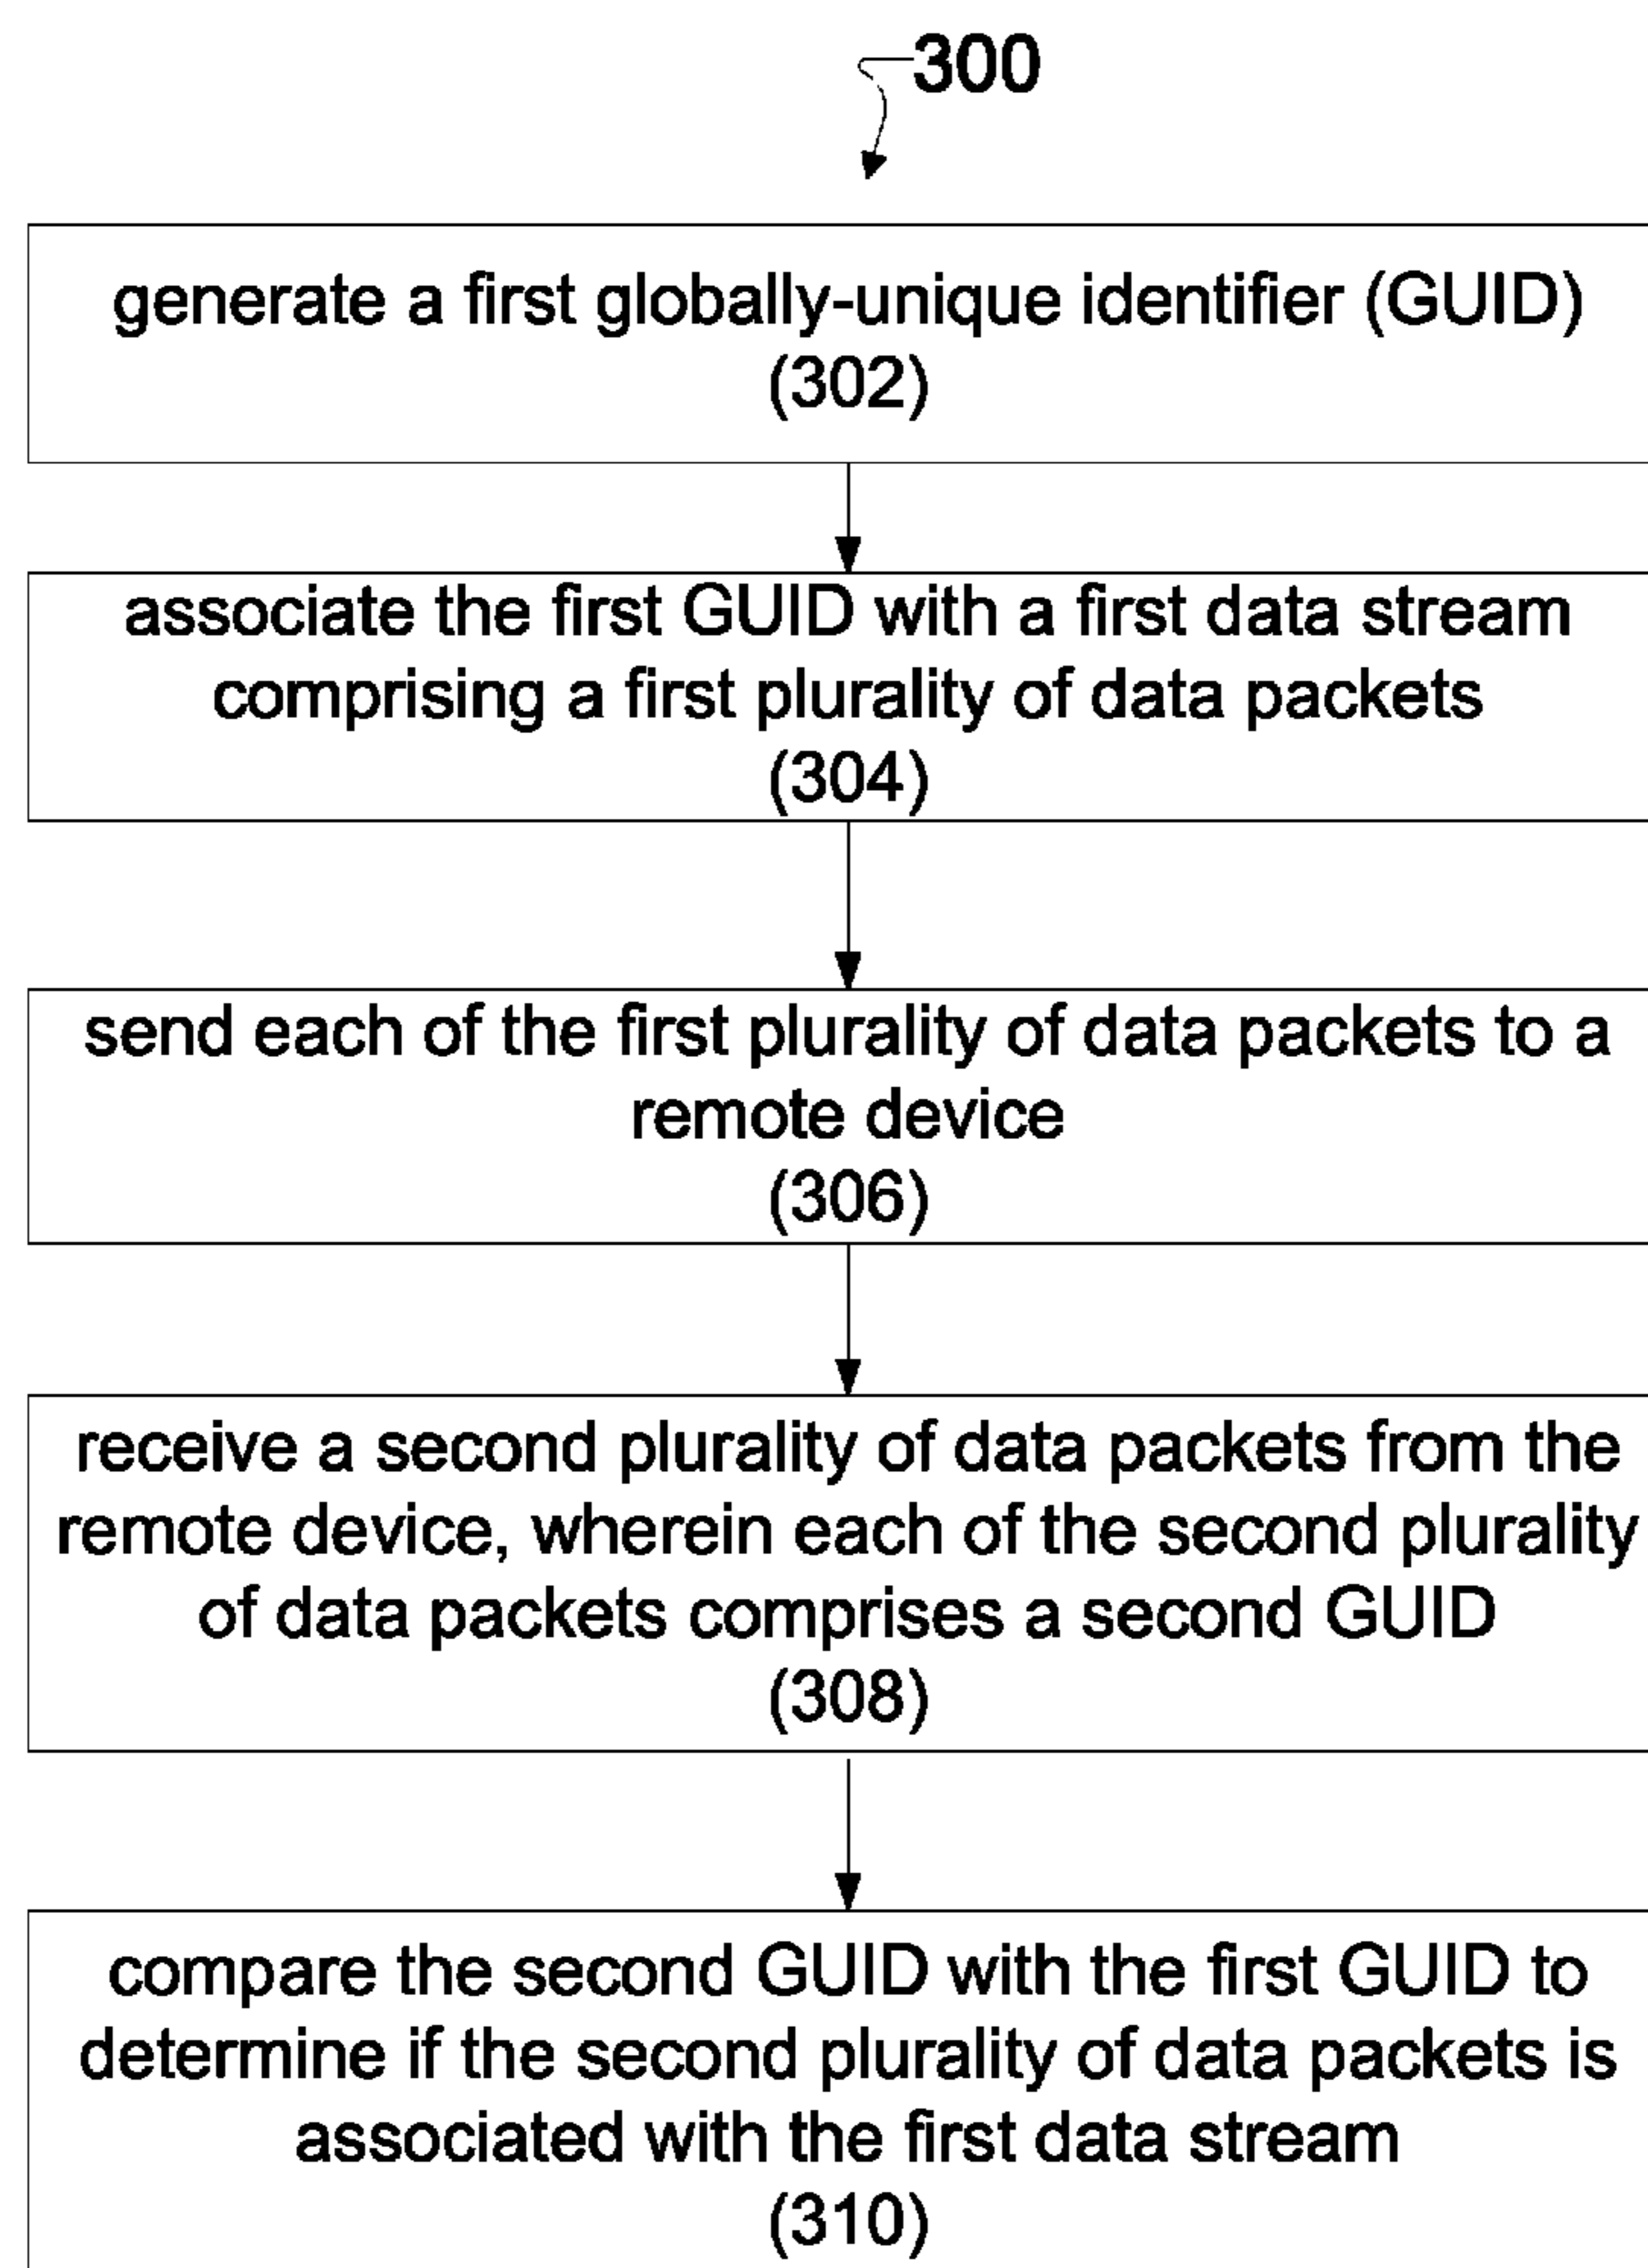 300
generate a first globally-unique identifier (GUID)
(302)
associate the first GUID with a first data stream
comprising a first plurality of data packets
(304)
send each of the first plurality of data packets to a
remote device
(306)
receive a second plurality of data packets from the
remote device, wherein each of the second plurality
of data packets comprises a second GUID
(308)
compare the second GUID with the first GUID to
determine if the second plurality of data packets is
associated with the first data stream
(310)